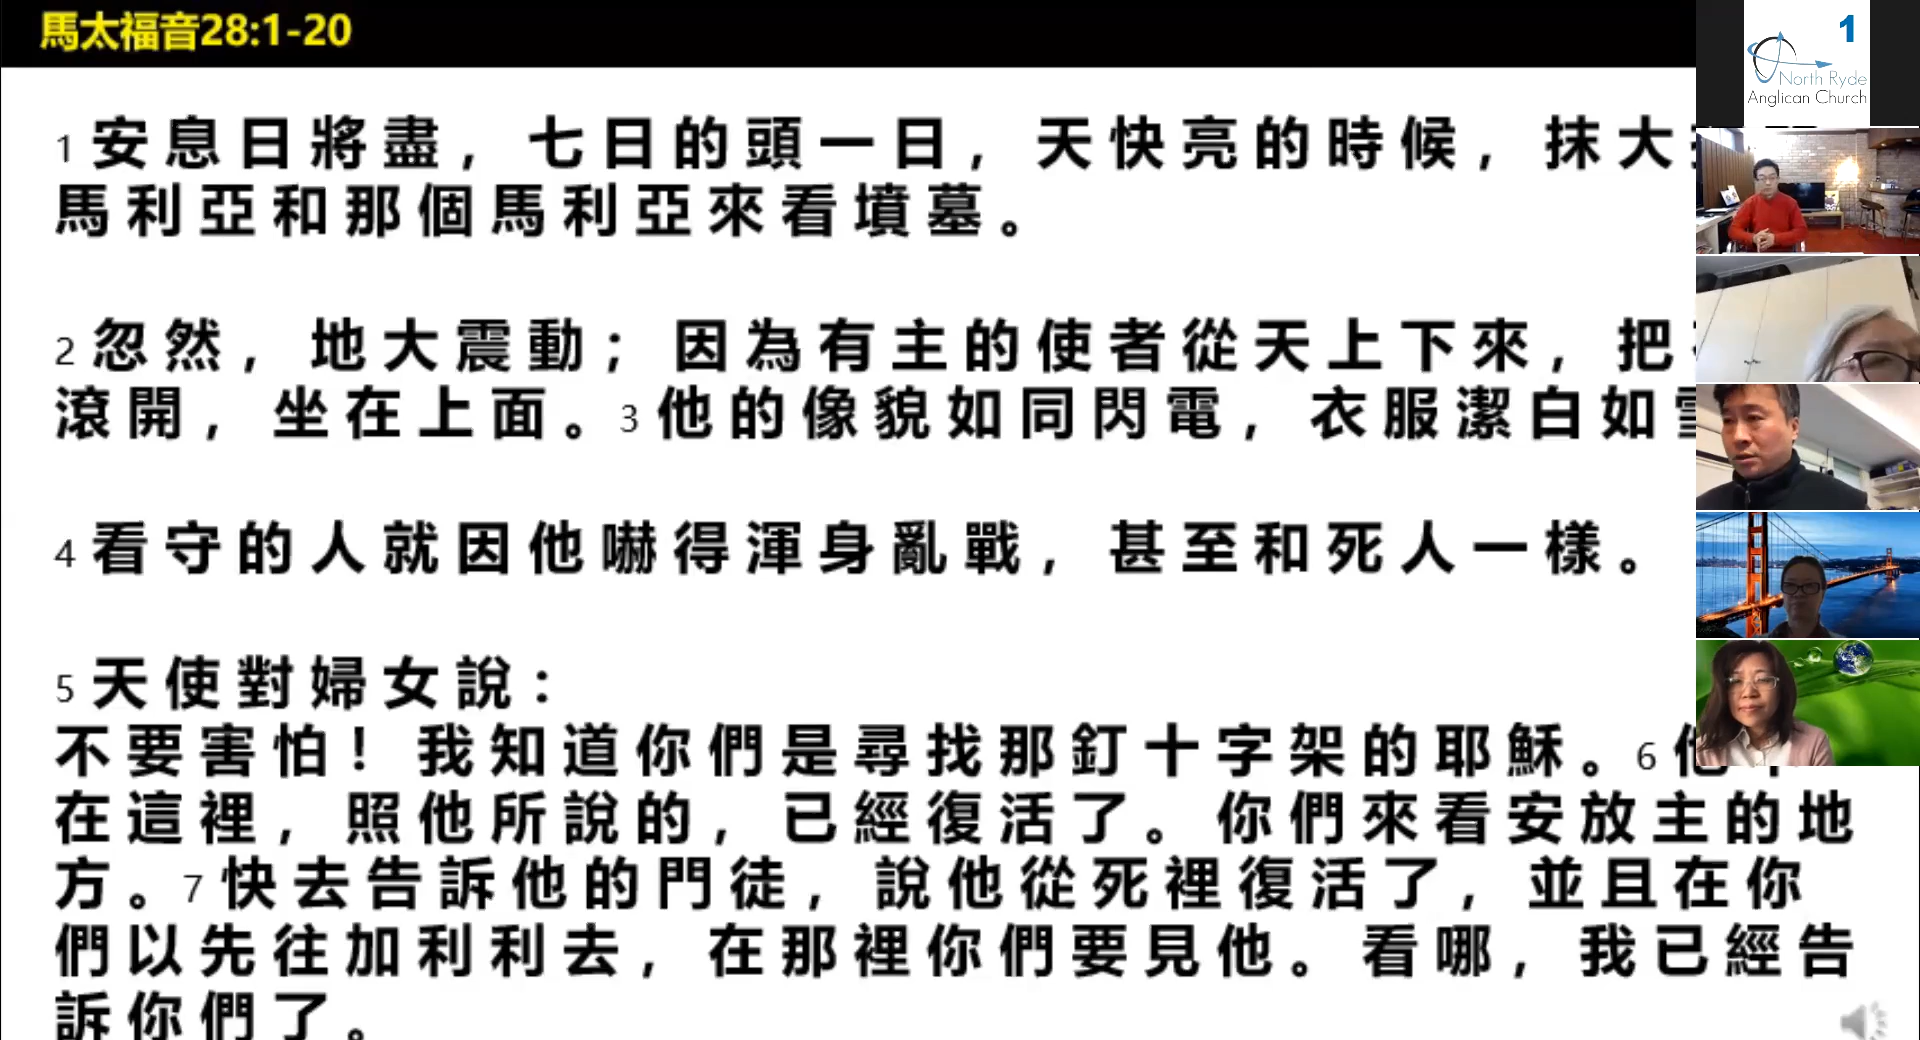 馬太福音28:1-20
1 安息日將盡，七日的頭一日，天快亮的時候，抹大
馬利亞和那個馬利亞來看墳墓。
2 忽然，地大震動；因為有主的使者從天上下來，把
滾開，坐在上面。3 他的像貌如同閃電，衣服潔白如
4 看守的人就因他嚇得渾身亂戰，甚至和死人一樣。
5 天使對婦女說：
不要害怕！我知道你們是尋找那釘十字架的耶穌。6
在這裡，照他所說的，已經復活了。你們來看安放主的地
方。7 快去告訴他的門徒，說他從死裡復活了，並且在你
們以先往加利利去，在那裡你們要見他。看哪，我已經告
訴你們了。
1
North Ryde
Anglican Church